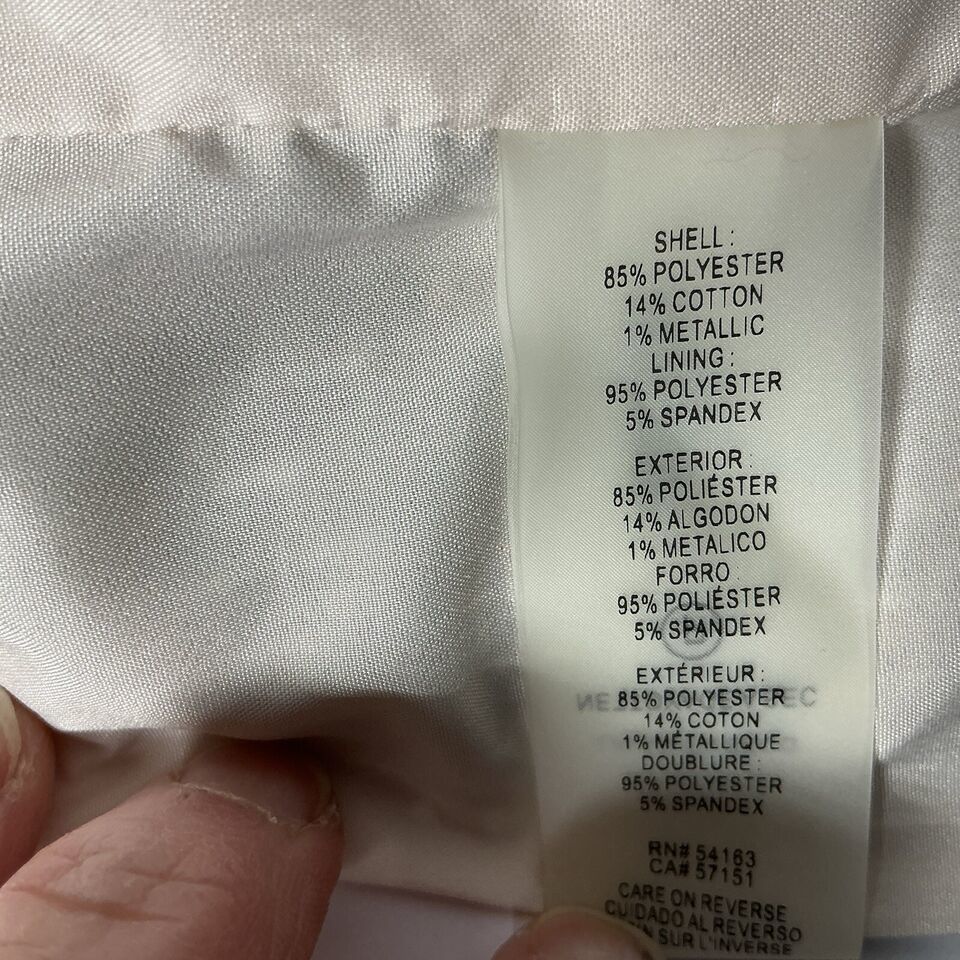 SHELL :
85% POLYESTER
14% COTTON
1% METALLIC
LINING :
95% POLYESTER
5% SPANDEX
EXTERIOR :
85% POLIÉSTER
14% ALGODON
1% METALICO
FORRO
95% POLIÉSTER
5% SPANDEX
EXTÉRIEUR :
85% POLYESTER
14% COTON
1% MÉTALLIQUE
DOUBLURE :
95% POLYESTER
5% SPANDEX
RN# 54163
CA# 57151
CARE ON REVERSE
CUIDADO AL REVERSO
SUR L'INVERSE